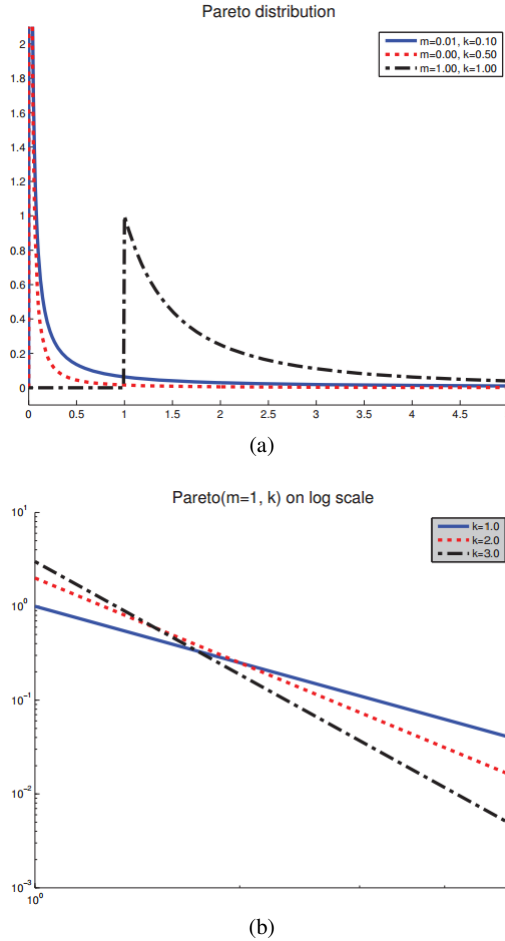 Pareto distribution
m=0.01, k=0.10
m=0.00, k=0.50
m=1.00, k=1.00
2
1.8
1.6
1.4
1.2
1
0.8
0.6
0.4
0.2
0
0 0.5 1 1.5 2 2.5 3 3.5 4 4.5
(a)
Pareto(m=1, k) on log scale
k=1.0
k=2.0
k=3.0
10^1
10^0
10^-1
10^-2
10^-3
10^0
(b)